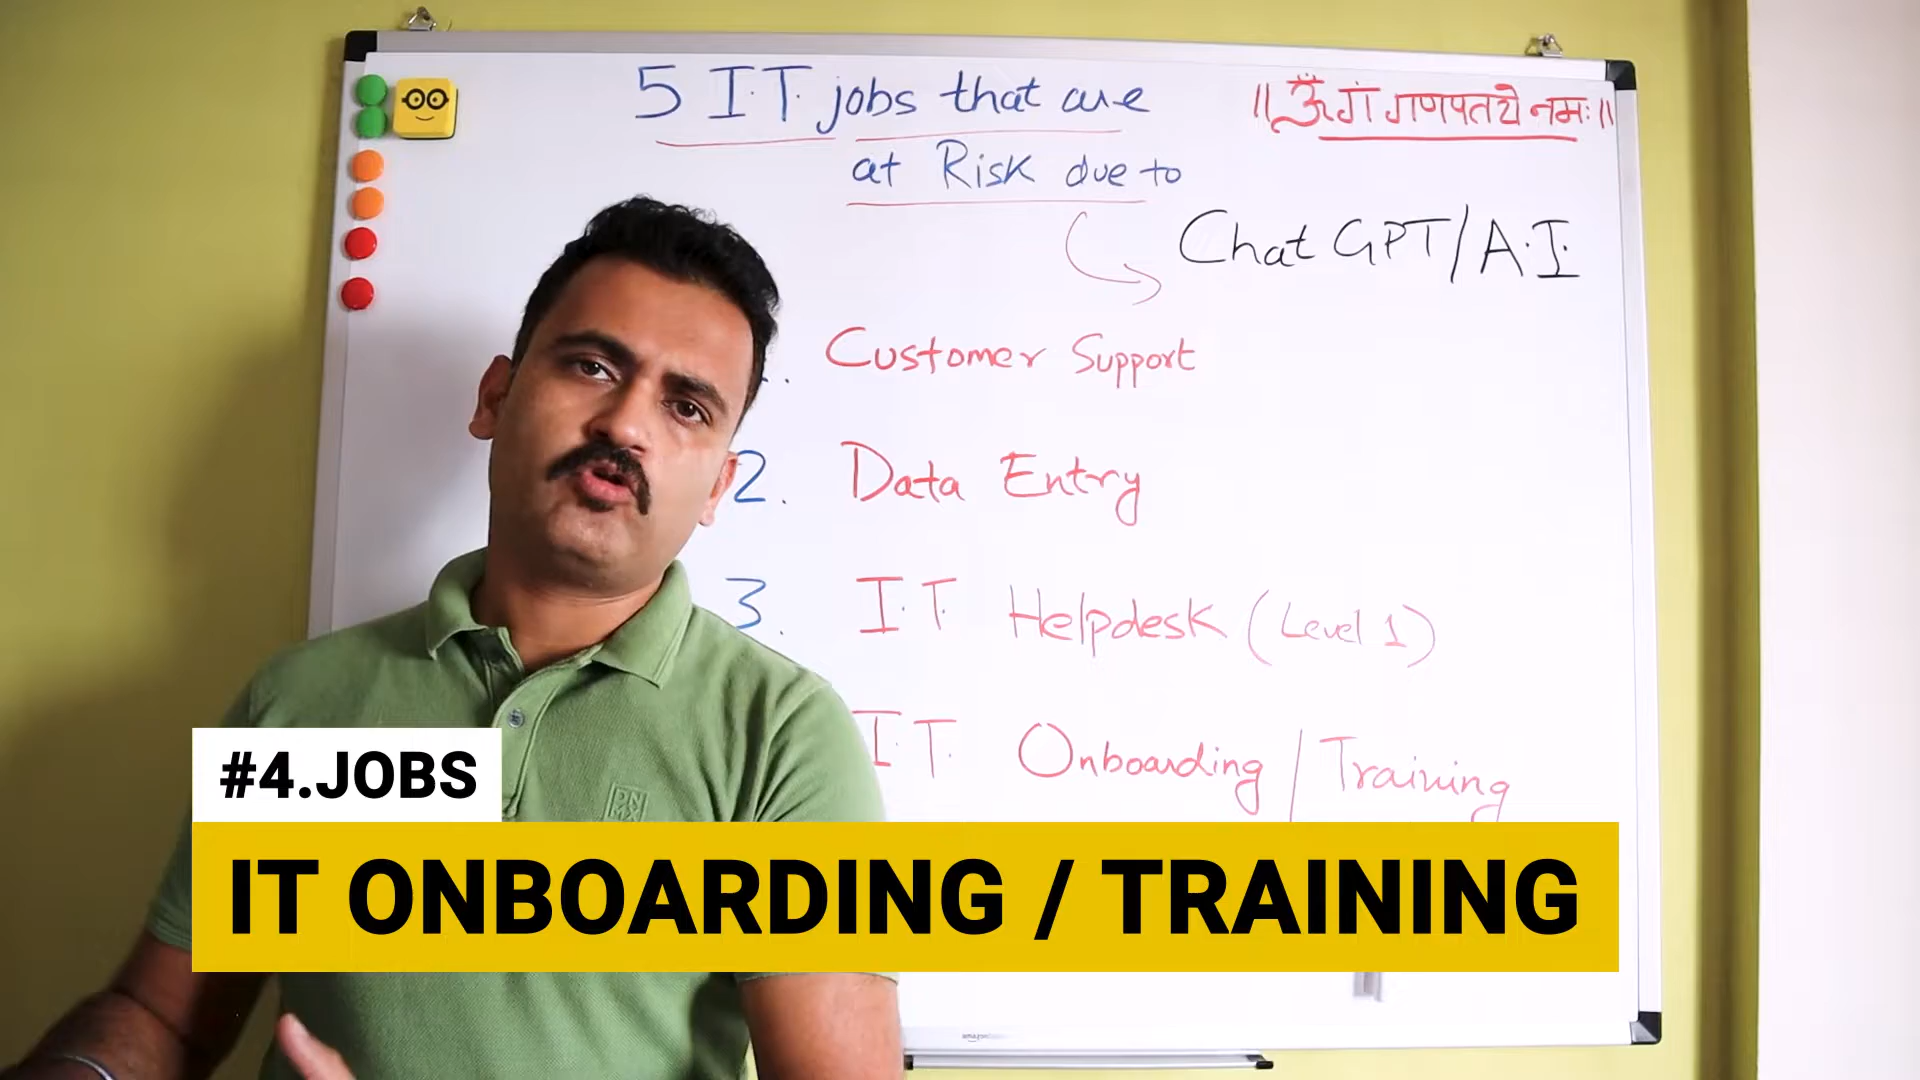 5 I.T. jobs that are
at Risk due to
॥ ॐ गं गणपतये नमः ॥
Chat GPT/A.I
. Customer Support
2. Data Entry
3. I.T Helpdesk (Level 1)
I.T. Onboarding / Training
#4.JOBS
IT ONBOARDING / TRAINING